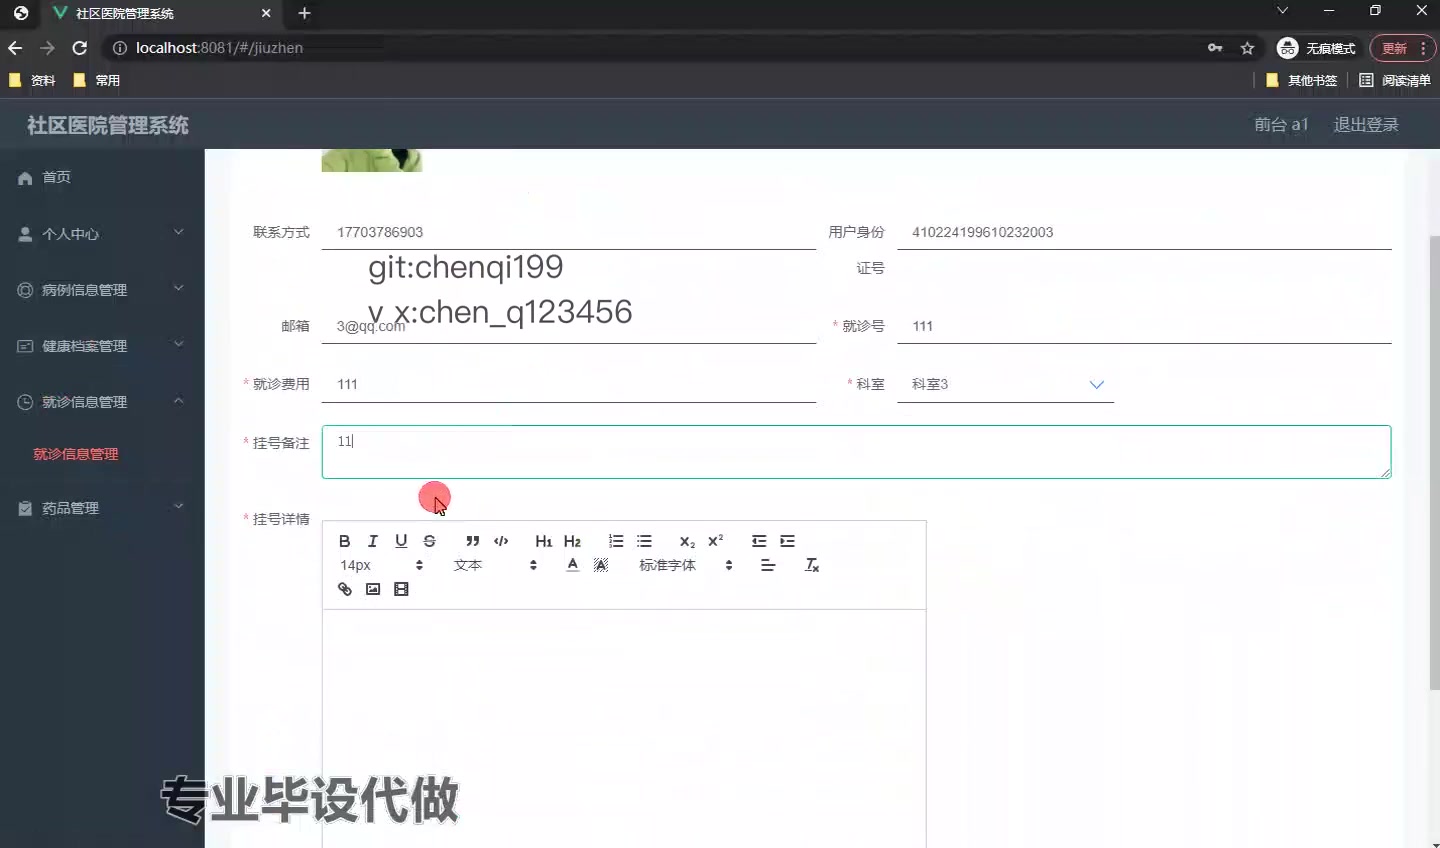 社区医院管理系统
localhost:8081/#/jiuzhen
无痕模式
更新
资料
常用
其他书签
阅读清单
社区医院管理系统
前台 a1
退出登录
首页
个人中心
病例信息管理
健康档案管理
就诊信息管理
就诊信息管理
药品管理
联系方式
17703786903
用户身份证号
410224199610232003
git:chenqi199
v_x:chen_q123456
邮箱
3@qq.com
* 就诊号
111
* 就诊费用
111
* 科室
科室3
* 挂号备注
11
* 挂号详情
B I U S ” </> H1 H2 X2 X2
14px
文本
A A
标准字体
Tx
专业毕设代做